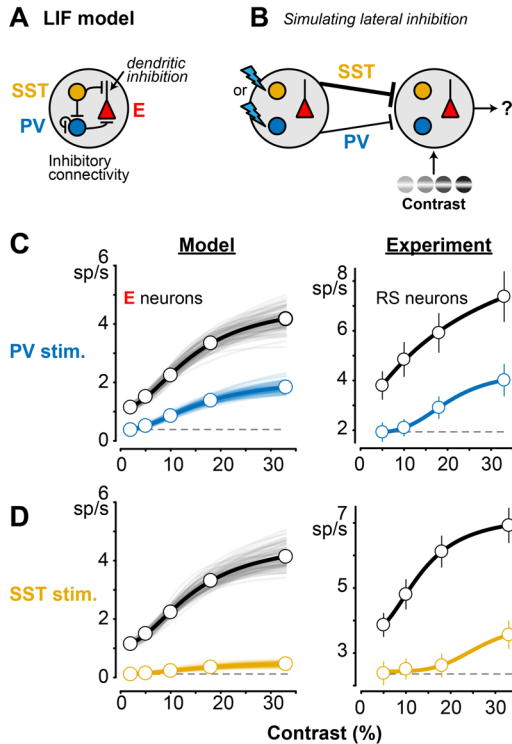 A LIF model
SST
PV
E
dendritic
inhibition
Inhibitory
connectivity
B Simulating lateral inhibition
or
SST
PV
?
Contrast
C
Model
Experiment
PV stim.
6
sp/s
4
2
0
E neurons
0 10 20 30
8
sp/s
6
4
2
RS neurons
0 10 20 30
D
SST stim.
6
sp/s
4
2
0
0 10 20 30
7
sp/s
5
3
0 10 20 30
Contrast (%)